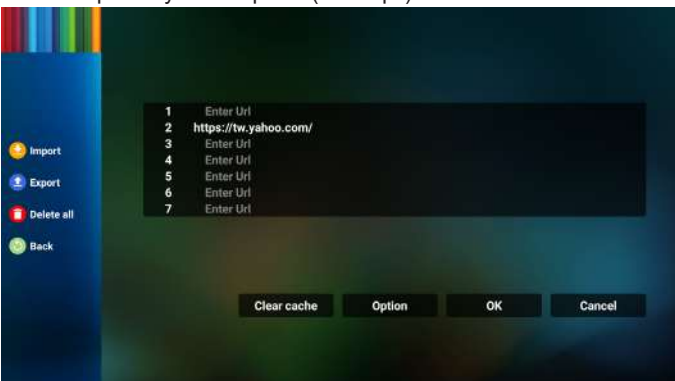 Import
Export
Delete all
Back
1 Enter Url
2 https://tw.yahoo.com/
3 Enter Url
4 Enter Url
5 Enter Url
6 Enter Url
7 Enter Url
Clear cache Option OK Cancel